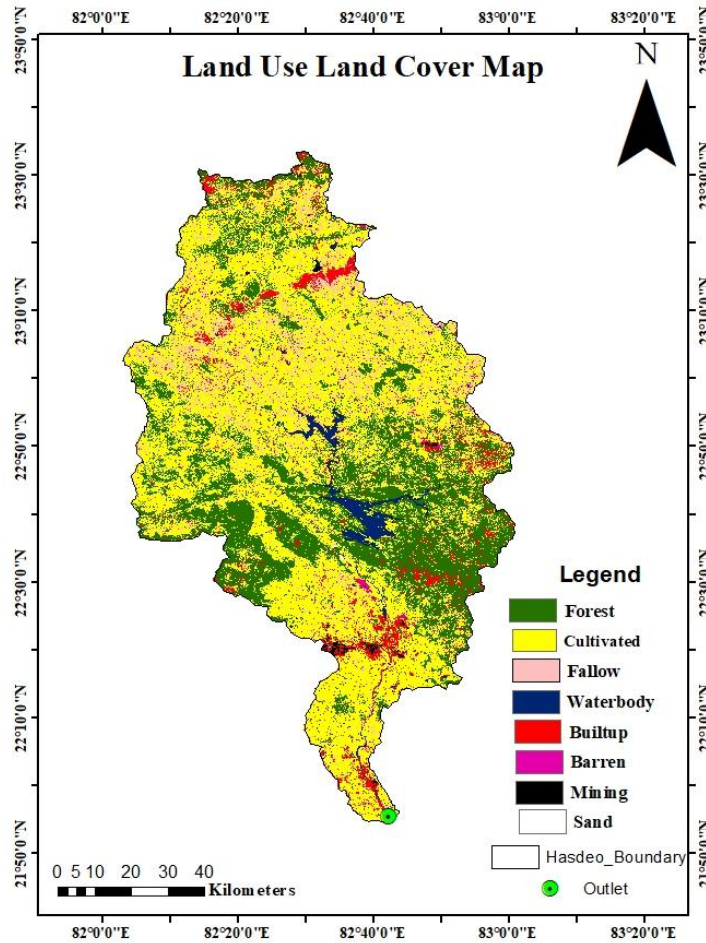 82°0'0"E 82°20'0"E 82°40'0"E 83°0'0"E 83°20'0"E
Land Use Land Cover Map
N
23°50'0"N 23°50'0"N
23°30'0"N 23°30'0"N
23°10'0"N 23°10'0"N
22°50'0"N 22°50'0"N
22°30'0"N 22°30'0"N
22°10'0"N 22°10'0"N
21°50'0"N 21°50'0"N
Legend
Forest
Cultivated
Fallow
Waterbody
Builtup
Barren
Mining
Sand
Hasdeo_Boundary
Outlet
0 5 10 20 30 40
Kilometers
82°0'0"E 82°20'0"E 82°40'0"E 83°0'0"E 83°20'0"E